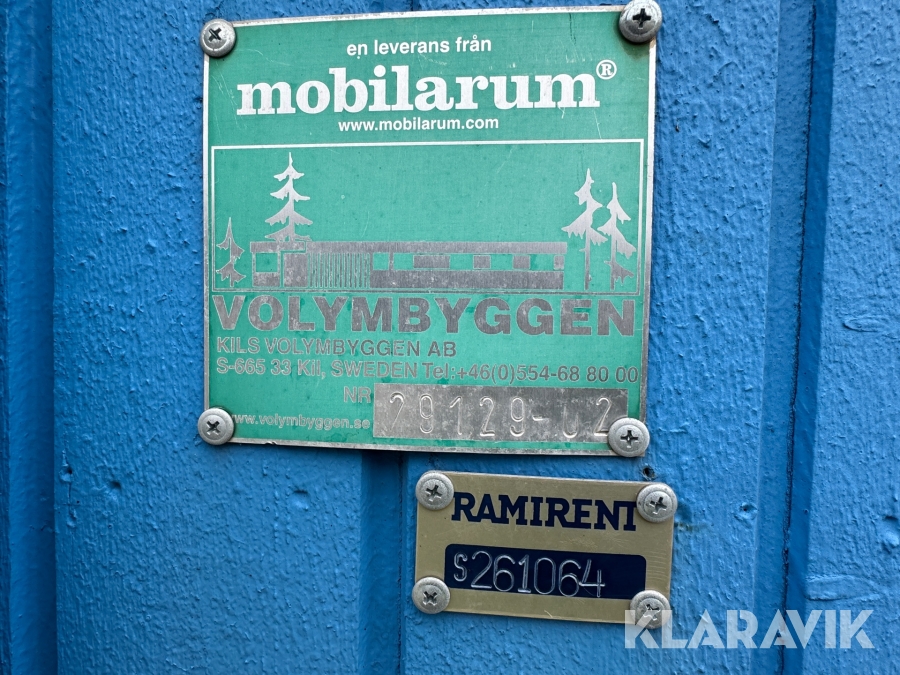 en leverans från
mobilarum®
www.mobilarum.com
VOLYMBYGGEN
KILS VOLYMBYGGEN AB
S-665 33 Kil, SWEDEN Tel:+46(0)554-68 80 00
NR 29129-02
www.volymbyggen.se
RAMIRENT
S261064
KLARAVIK